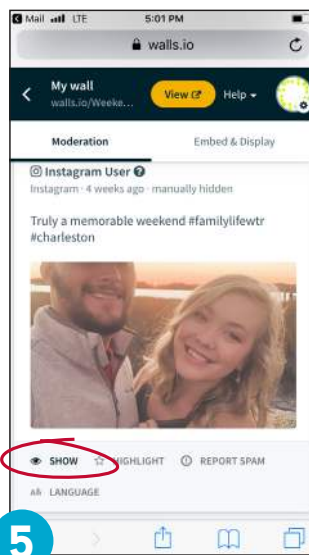 Mail LTE 5:01 PM
walls.io
My wall
walls.io/Weeke...
View
Help
Moderation Embed & Display
Instagram User
Instagram · 4 weeks ago · manually hidden
Truly a memorable weekend #familylifewtr
#charleston
SHOW HIGHLIGHT REPORT SPAM
LANGUAGE
5